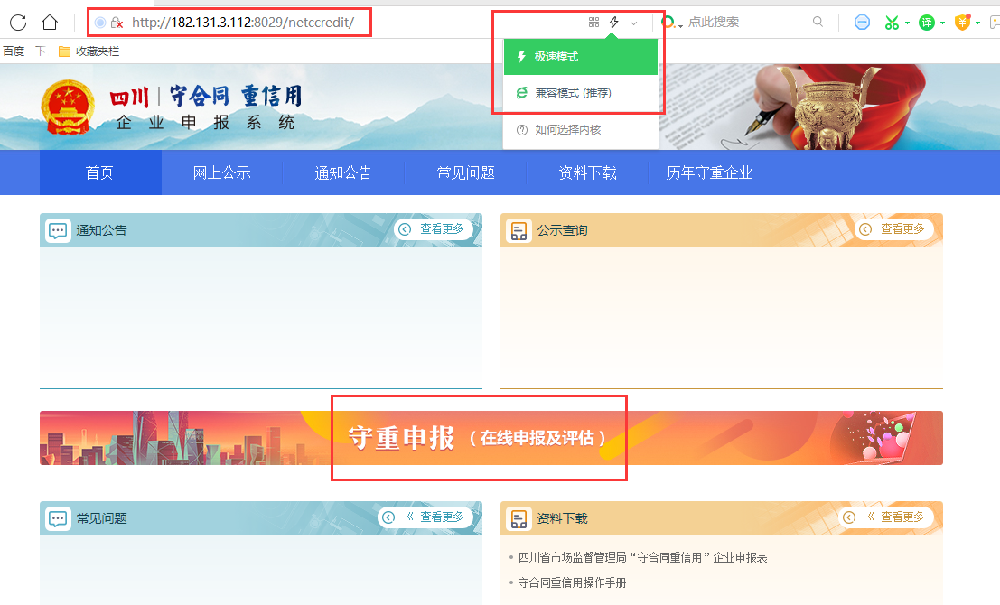 http://182.131.3.112:8029/netccredit/
点此搜索
译
百度一下
收藏夹栏
极速模式
兼容模式 (推荐)
如何选择内核
四川 | 守合同 重信用
企业申报系统
首页
网上公示
通知公告
常见问题
资料下载
历年守重企业
通知公告
查看更多
公示查询
查看更多
守重申报（在线申报及评估）
常见问题
《 查看更多
资料下载
《 查看更多
• 四川省市场监督管理局“守合同重信用”企业申报表
• 守合同重信用操作手册